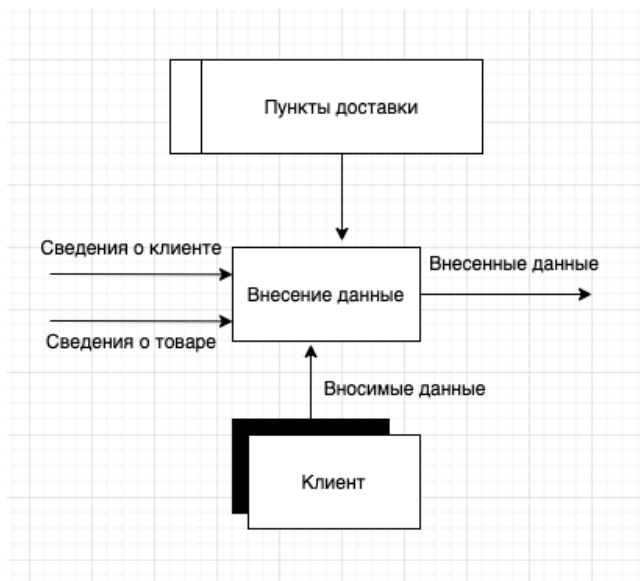 Пункты доставки
Сведения о клиенте
Внесенные данные
Внесение данные
Сведения о товаре
Вносимые данные
Клиент